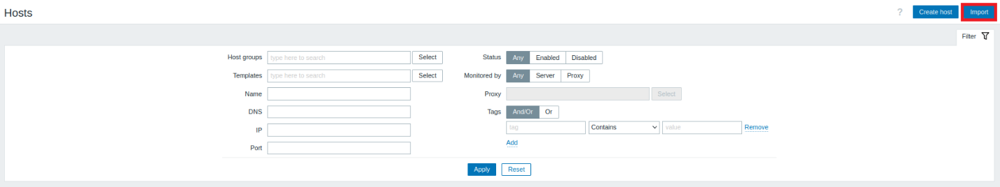 Hosts
? Create host Import
Filter
Host groups type here to search Select Status Any Enabled Disabled
Templates type here to search Select Monitored by Any Server Proxy
Name Proxy Select
DNS Tags And/Or Or
IP tag Contains value Remove
Port Add
Apply Reset